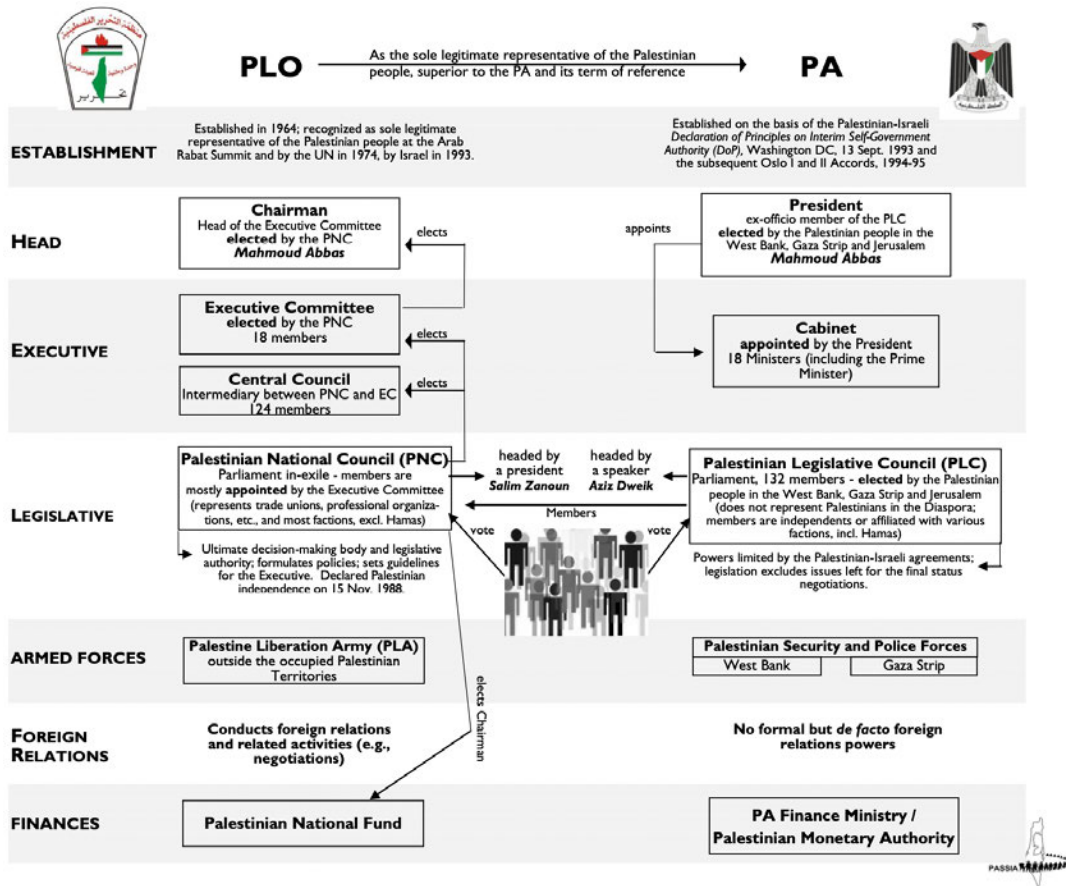 منظمة التحرير الفلسطينية
PLO
As the sole legitimate representative of the Palestinian
people, superior to the PA and its term of reference
PA
ESTABLISHMENT
Established in 1964; recognized as sole legitimate
representative of the Palestinian people at the Arab
Rabat Summit and by the UN in 1974, by Israel in 1993.
Established on the basis of the Palestinian-Israeli
Declaration of Principles on Interim Self-Government
Authority (DoP), Washington DC, 13 Sept. 1993 and
the subsequent Oslo I and II Accords, 1994-95
HEAD
Chairman
Head of the Executive Committee
elected by the PNC
Mahmoud Abbas
elects
appoints
President
ex-officio member of the PLC
elected by the Palestinian people in the
West Bank, Gaza Strip and Jerusalem
Mahmoud Abbas
EXECUTIVE
Executive Committee
elected by the PNC
18 members
elects
Central Council
Intermediary between PNC and EC
124 members
elects
Cabinet
appointed by the President
18 Ministers (including the Prime
Minister)
LEGISLATIVE
Palestinian National Council (PNC)
Parliament in-exile - members are
mostly appointed by the Executive Committee
(represents trade unions, professional organiza-
tions, etc., and most factions, excl. Hamas)
headed by
a president
Salim Zanoun
headed by
a speaker
Aziz Dweik
Members
vote
vote
Palestinian Legislative Council (PLC)
Parliament, 132 members - elected by the Palestinian
people in the West Bank, Gaza Strip and Jerusalem
(does not represent Palestinians in the Diaspora;
members are independents or affiliated with various
factions, incl. Hamas)
Ultimate decision-making body and legislative
authority; formulates policies; sets guidelines
for the Executive. Declared Palestinian
independence on 15 Nov. 1988.
Powers limited by the Palestinian-Israeli agreements;
legislation excludes issues left for the final status
negotiations.
ARMED FORCES
Palestine Liberation Army (PLA)
outside the occupied Palestinian
Territories
Palestinian Security and Police Forces
West Bank
Gaza Strip
elects Chairman
FOREIGN
RELATIONS
Conducts foreign relations
and related activities (e.g.,
negotiations)
No formal but de facto foreign
relations powers
FINANCES
Palestinian National Fund
PA Finance Ministry /
Palestinian Monetary Authority
PASSIA